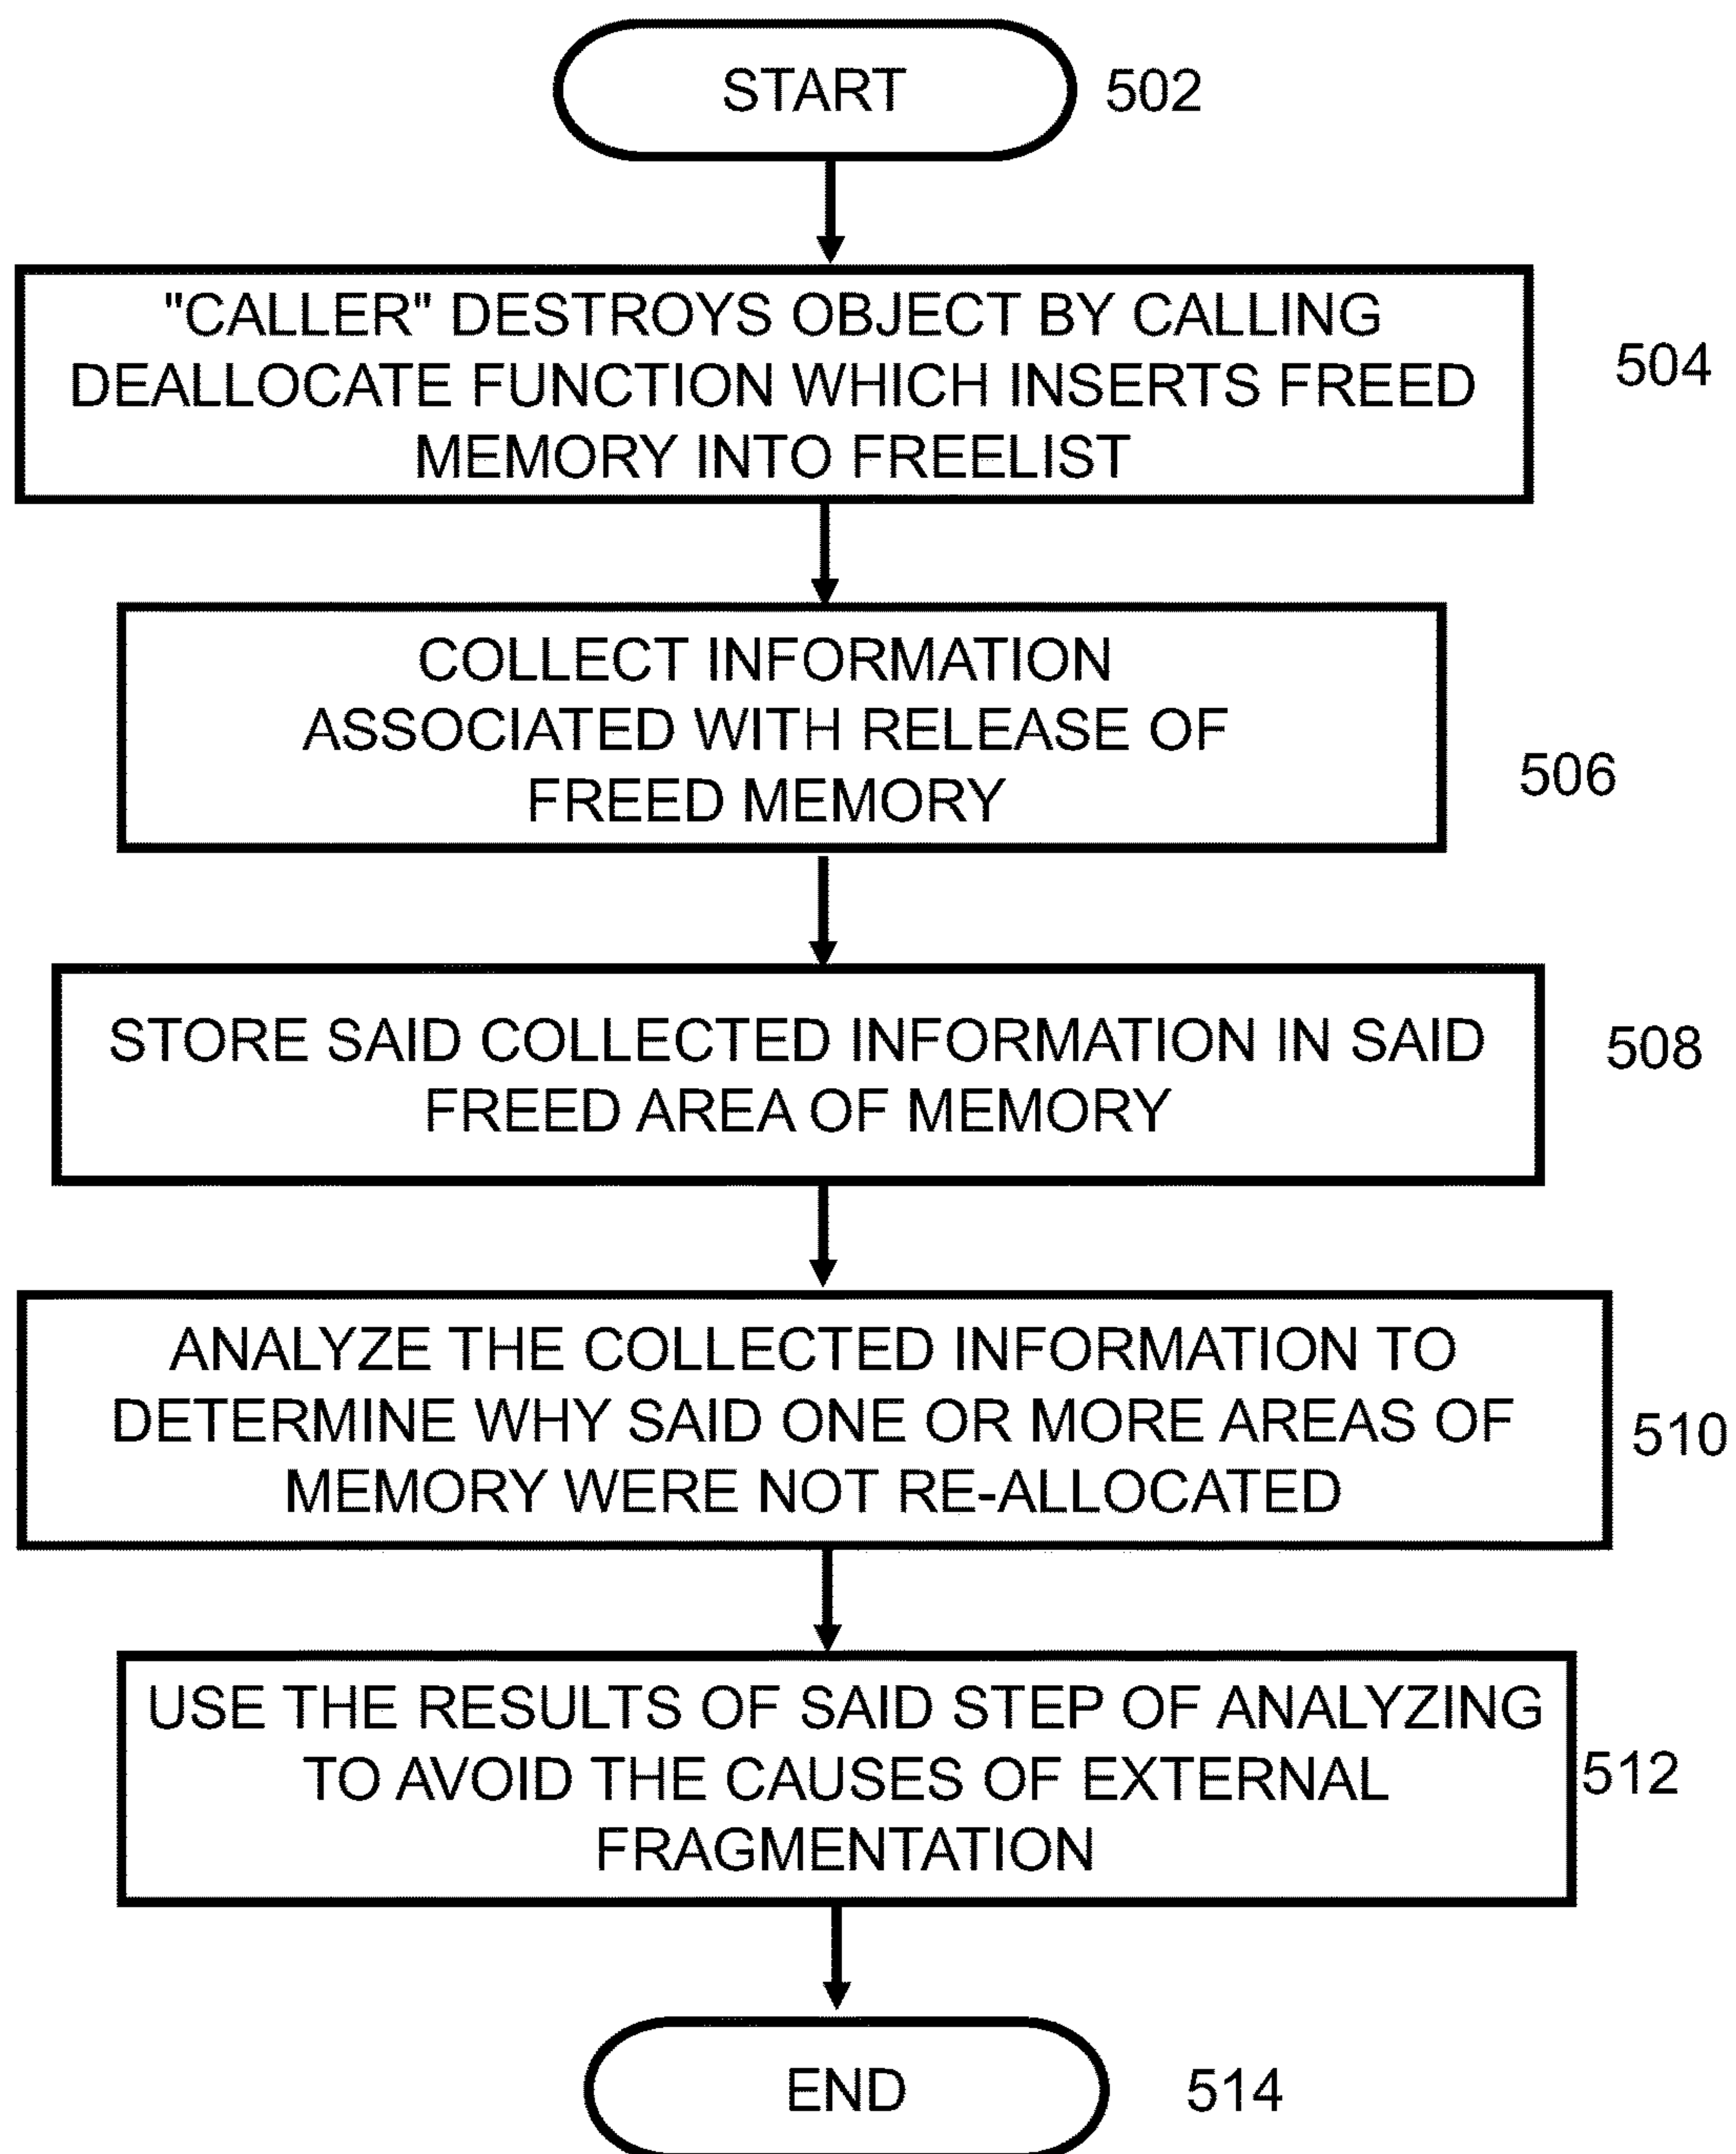 START
502
"CALLER" DESTROYS OBJECT BY CALLING
DEALLOCATE FUNCTION WHICH INSERTS FREED
MEMORY INTO FREELIST
504
COLLECT INFORMATION
ASSOCIATED WITH RELEASE OF
FREED MEMORY
506
STORE SAID COLLECTED INFORMATION IN SAID
FREED AREA OF MEMORY
508
ANALYZE THE COLLECTED INFORMATION TO
DETERMINE WHY SAID ONE OR MORE AREAS OF
MEMORY WERE NOT RE-ALLOCATED
510
USE THE RESULTS OF SAID STEP OF ANALYZING
TO AVOID THE CAUSES OF EXTERNAL
FRAGMENTATION
512
END
514